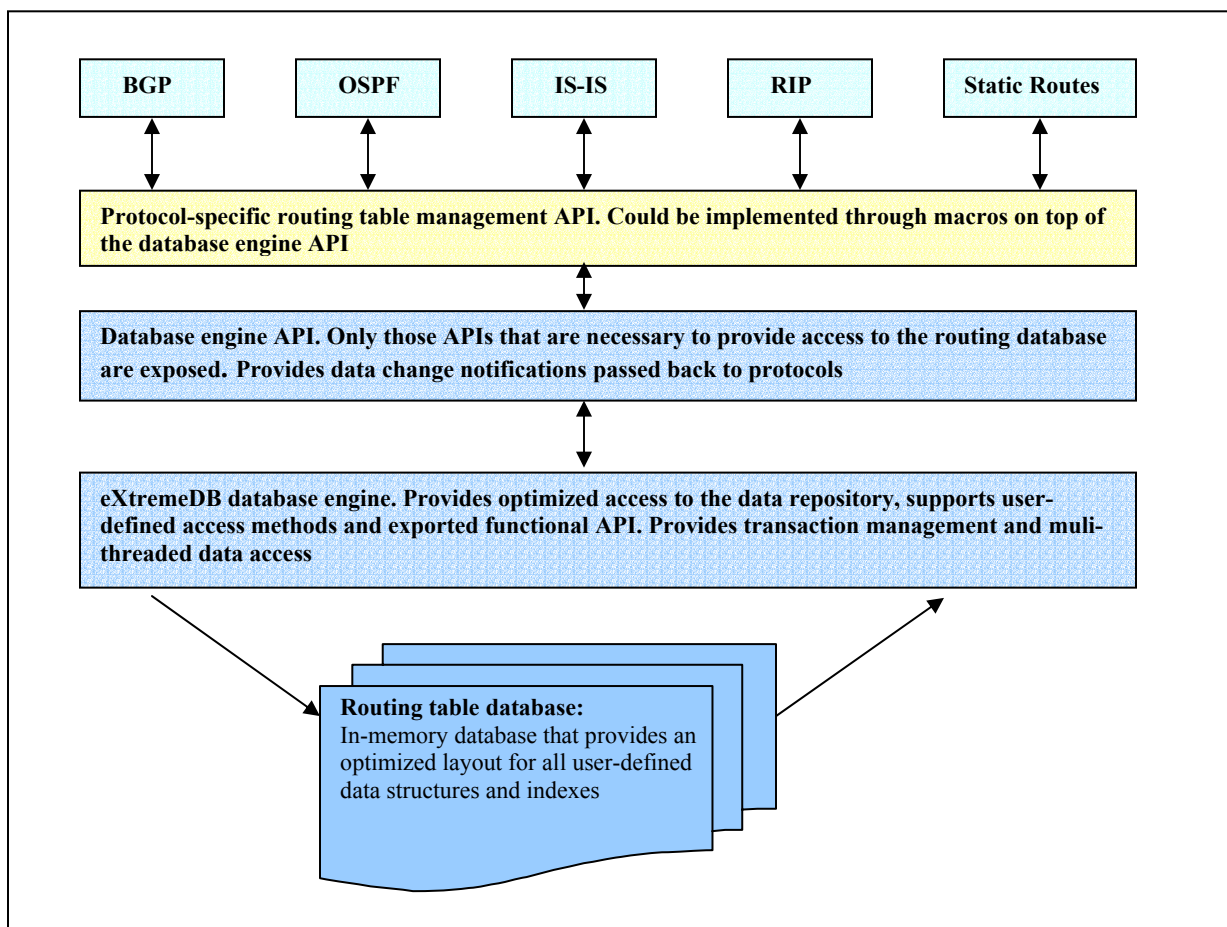 BGP
OSPF
IS-IS
RIP
Static Routes
Protocol-specific routing table management API. Could be implemented through macros on top of
the database engine API
Database engine API. Only those APIs that are necessary to provide access to the routing database
are exposed. Provides data change notifications passed back to protocols
eXtremeDB database engine. Provides optimized access to the data repository, supports user-
defined access methods and exported functional API. Provides transaction management and muli-
threaded data access
Routing table database:
In-memory database that provides an
optimized layout for all user-defined
data structures and indexes